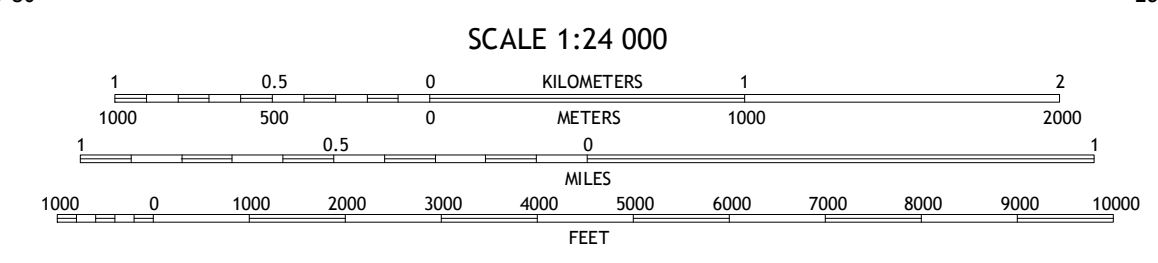 SCALE 1:24 000
1 0.5 0 KILOMETERS 1 2
1000 500 0 METERS 1000 2000
1 0.5 0 1
MILES
1000 0 1000 2000 3000 4000 5000 6000 7000 8000 9000 10000
FEET